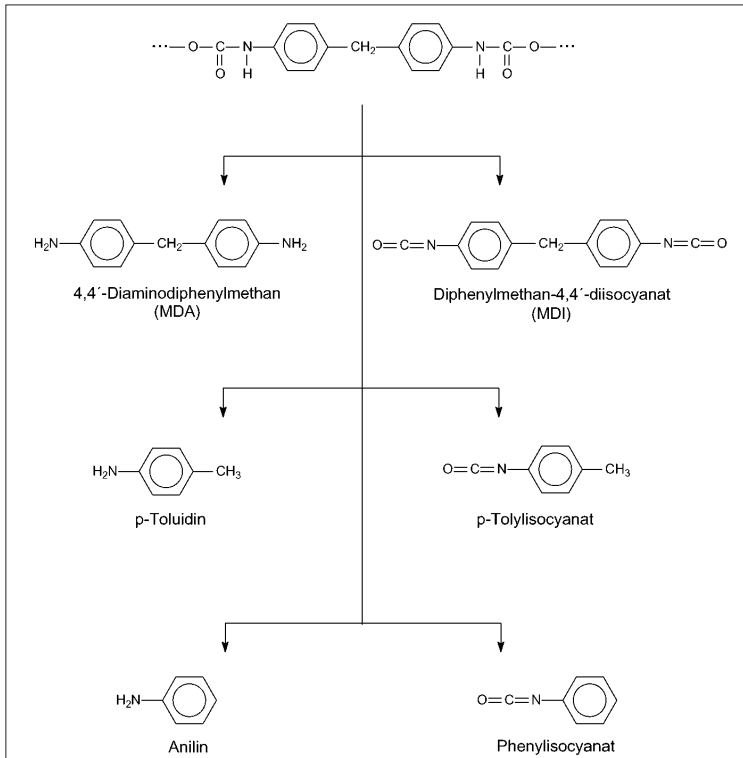 ··· —O—C—N— —CH₂— —N—C—O— ···
O H H O
H₂N— —CH₂— —NH₂
O=C=N— —CH₂— —N=C=O
4,4´-Diaminodiphenylmethan
(MDA)
Diphenylmethan-4,4´-diisocyanat
(MDI)
H₂N— —CH₃
O=C=N— —CH₃
p-Toluidin
p-Tolylisocyanat
H₂N—
O=C=N—
Anilin
Phenylisocyanat